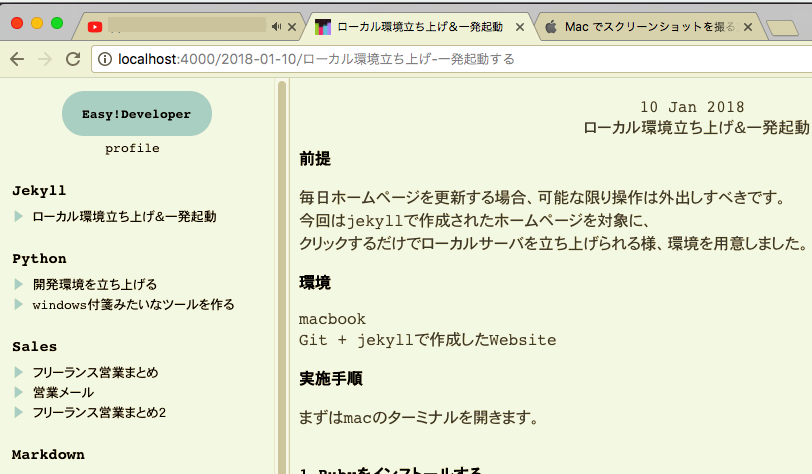 ローカル環境立ち上げ&一発起動
Mac でスクリーンショットを撮る
localhost:4000/2018-01-10/ローカル環境立ち上げ-一発起動する
Easy!Developer
profile
Jekyll
ローカル環境立ち上げ&一発起動
Python
開発環境を立ち上げる
windows付箋みたいなツールを作る
Sales
フリーランス営業まとめ
営業メール
フリーランス営業まとめ2
Markdown
10 Jan 2018
ローカル環境立ち上げ&一発起動
前提
毎日ホームページを更新する場合、可能な限り操作は外出しすべきです。
今回はjekyllで作成されたホームページを対象に、
クリックするだけでローカルサーバを立ち上げられる様、環境を用意しました。
環境
macbook
Git + jekyllで作成したWebsite
実施手順
まずはmacのターミナルを開きます。
1.Rubyをインストールする